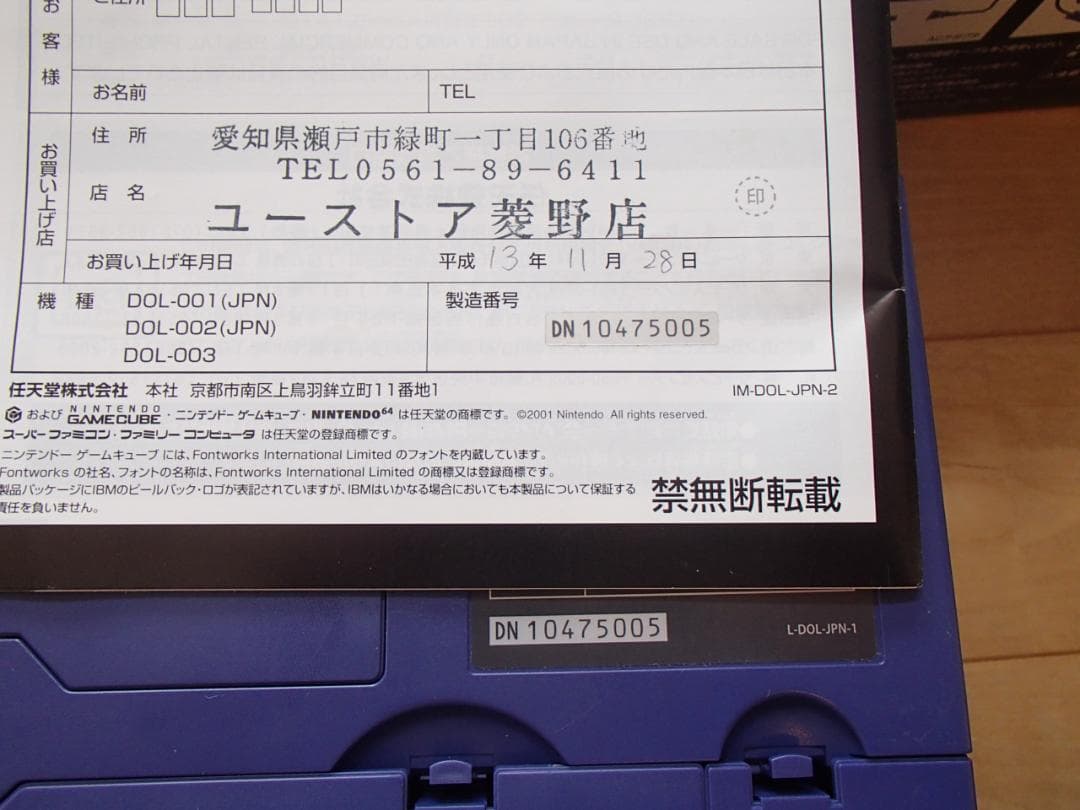 お客様
お名前
TEL
お買い上げ店
住 所
愛知県瀬戸市緑町一丁目106番地
TEL0561-89-6411
店 名
ユーストア菱野店
印
お買い上げ年月日
平成 13 年 11 月 28 日
機 種
DOL-001(JPN)
DOL-002(JPN)
DOL-003
製造番号
DN 10475005
任天堂株式会社 本社 京都市南区上鳥羽鉾立町11番地1
IM-DOL-JPN-2
および NINTENDO GAMECUBE・ニンテンドー ゲームキューブ・NINTENDO64 は任天堂の商標です。©2001 Nintendo All rights reserved.
スーパー ファミコン・ファミリー コンピュータ は任天堂の登録商標です。
ニンテンドー ゲームキューブ には、Fontworks International Limited のフォントを内蔵しています。
Fontworks の社名、フォントの名称は、Fontworks International Limited の商標又は登録商標です。
製品パッケージにIBMのピールバック・ロゴが表記されていますが、IBMはいかなる場合においても本製品について保証する
責任を負いません。
禁無断転載
DN 10475005
L-DOL-JPN-1